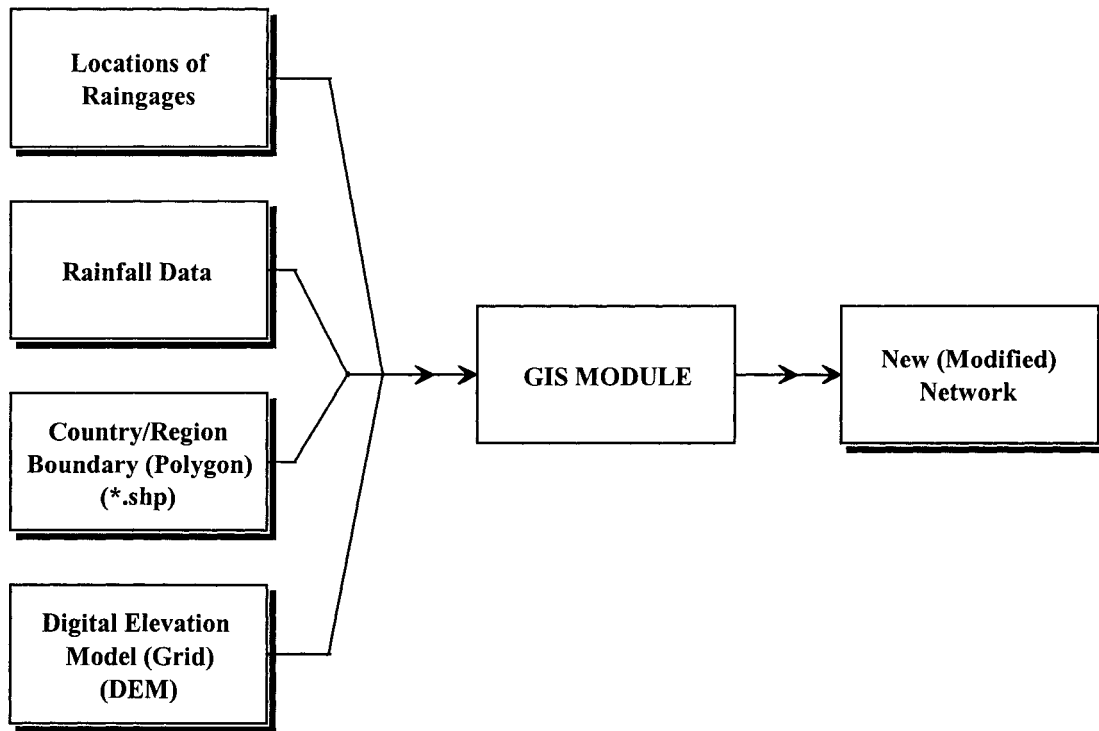 Locations of
Raingages
Rainfall Data
Country/Region
Boundary (Polygon)
(*.shp)
Digital Elevation
Model (Grid)
(DEM)
GIS MODULE
New (Modified)
Network